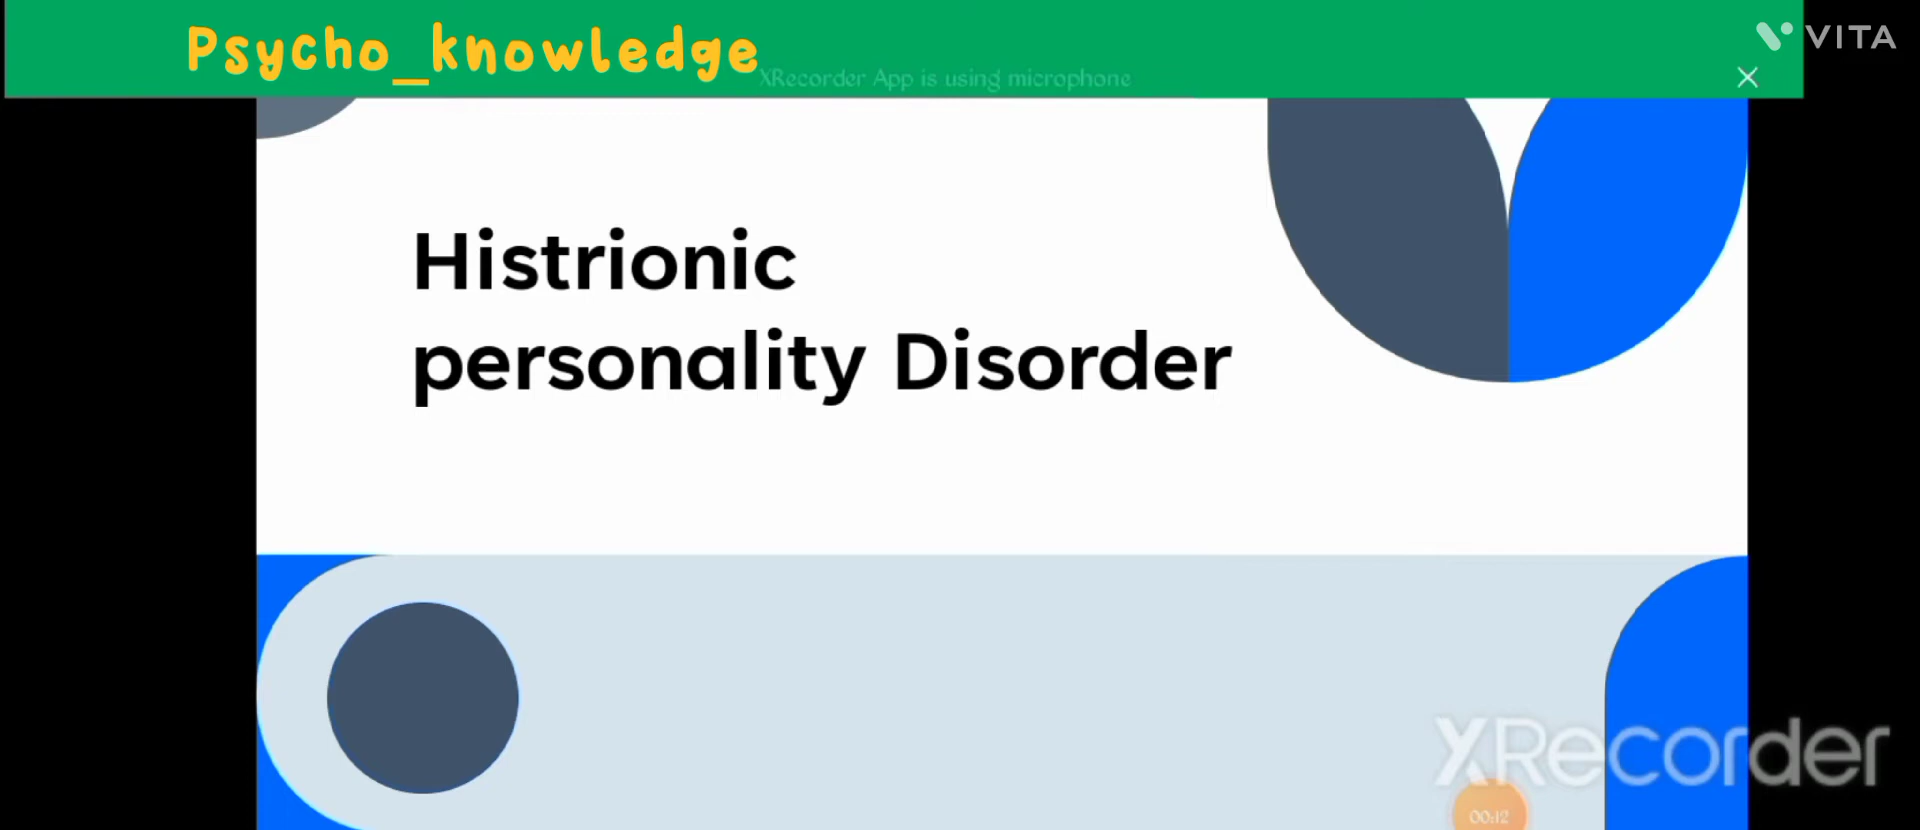 Psycho_knowledge
VITA
XRecorder App is using microphone
Histrionic
personality Disorder
XRecorder
00:12